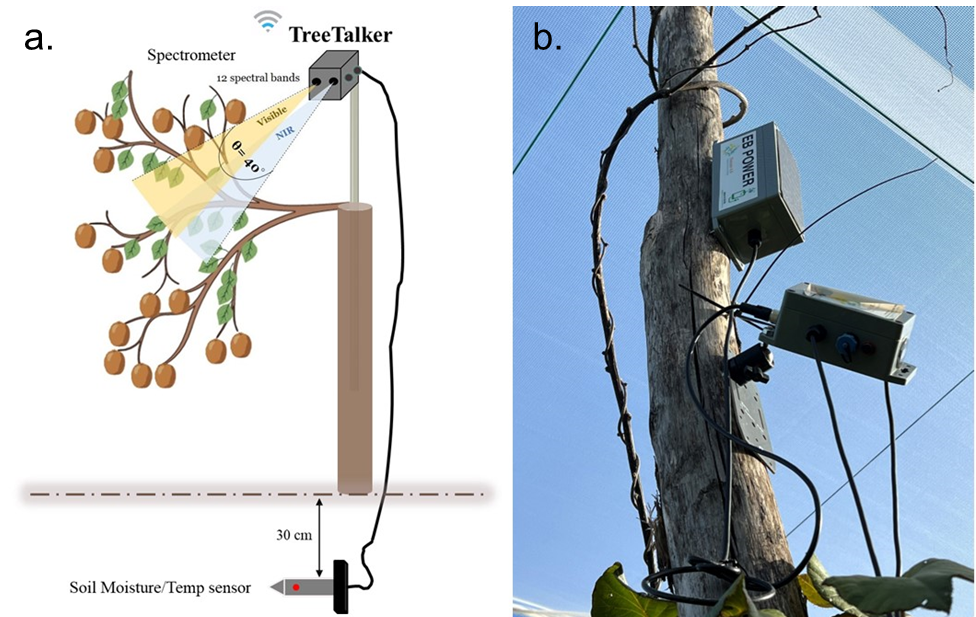 a.
TreeTalker
Spectrometer
12 spectral bands
Visible
NIR
θ= 40°
30 cm
Soil Moisture/Temp sensor
b.
EB POWER